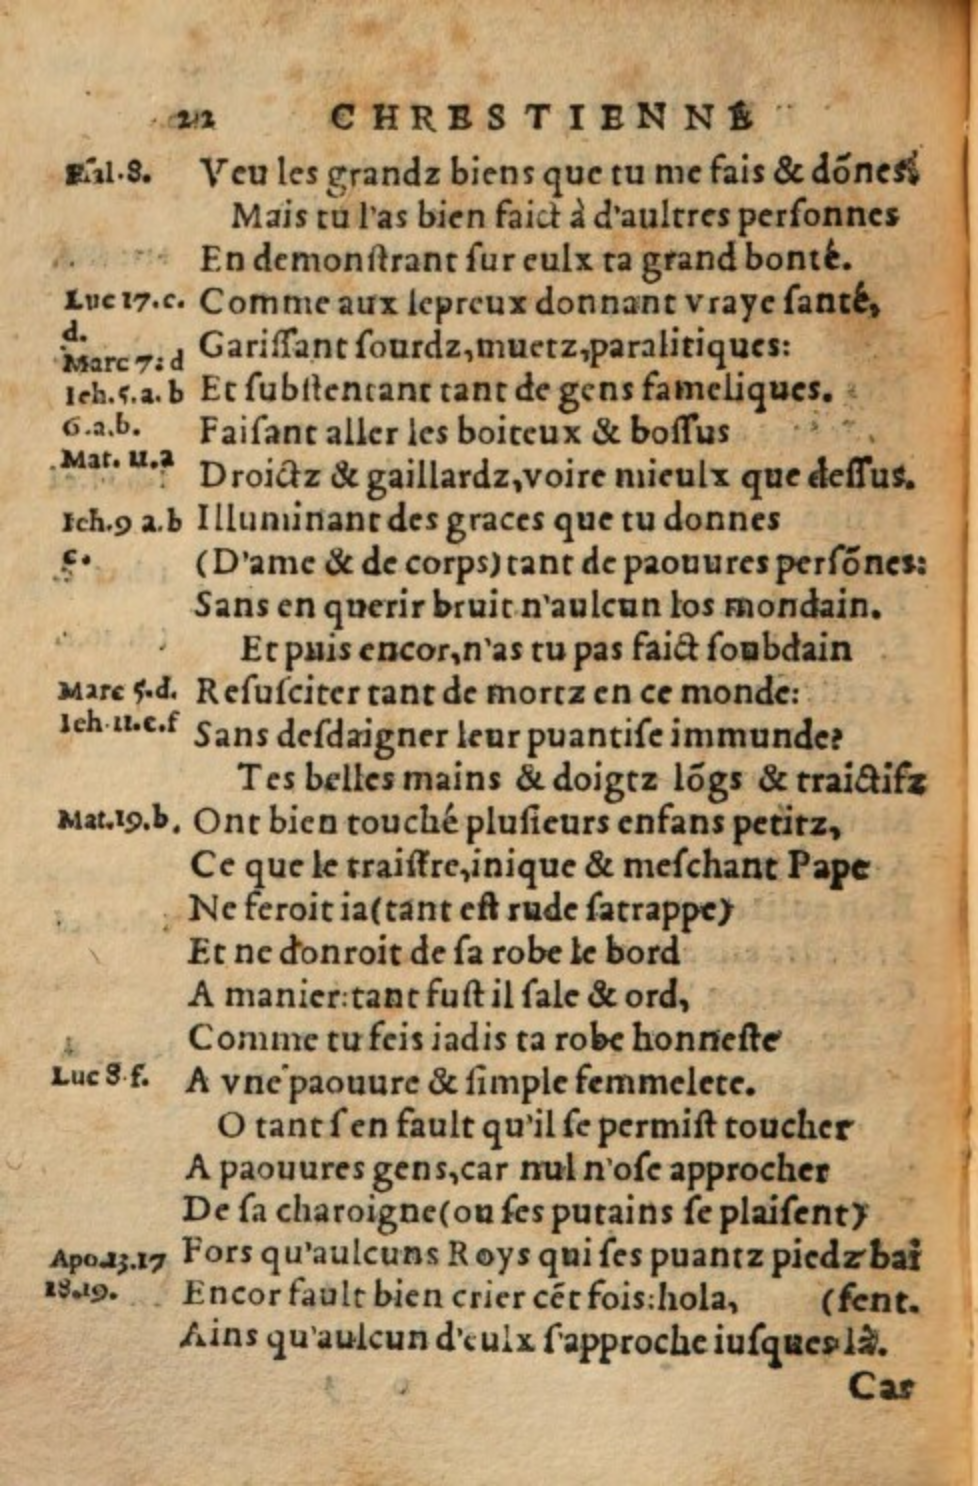 22 CHRESTIENNE
Veu les grandz biens que tu me fais & dõnes
Mais tu l'as bien faict à d'aultres perſonnes
En demonſtrant ſur eulx ta grand bonté.
Luc 17.c. Comme aux lepreux donnant vraye ſanté,
d.
Gariſſant ſourdz,muetz,paralitiques:
Marc 7:d
Ieh.5.a.b Et ſubſtentant tant de gens fameliques.
6.a.b. Faiſant aller les boiteux & boſſus
Mat. 11.a
Droictz & gaillardz,voire mieulx que deſſus.
Ieh.9 a.b Illuminant des graces que tu donnes
c. (D'ame & de corps) tant de paouures perſõnes:
Sans en querir bruit n'aulcun los mondain.
Et puis encor,n'as tu pas faict ſoubdain
Marc 5.d. Reſuſciter tant de mortz en ce monde:
Ieh.11.e.f Sans deſdaigner leur puantiſe immunde?
Tes belles mains & doigtz lõgs & traictifz
Mat.19.b. Ont bien touché pluſieurs enfans petitz,
Ce que le traiſtre,inique & meſchant Pape
Ne feroit ia(tant eſt rude ſatrappe)
Et ne donroit de ſa robe le bord
A manier:tant fuſt il ſale & ord,
Comme tu feis iadis ta robe honneſte
Luc 8.f. A vne paouure & ſimple femmelete.
O tant ſ'en fault qu'il ſe permiſt toucher
A paouures gens,car nul n'oſe approcher
De ſa charoigne(ou ſes putains ſe plaiſent)
Apo.13.17 Fors qu'aulcuns Roys qui ſes puantz piedz bai
18.19. Encor fault bien crier cẽt fois:hola, (ſent.
Ains qu'aulcun d'eulx ſ'approche iuſques là.
Car